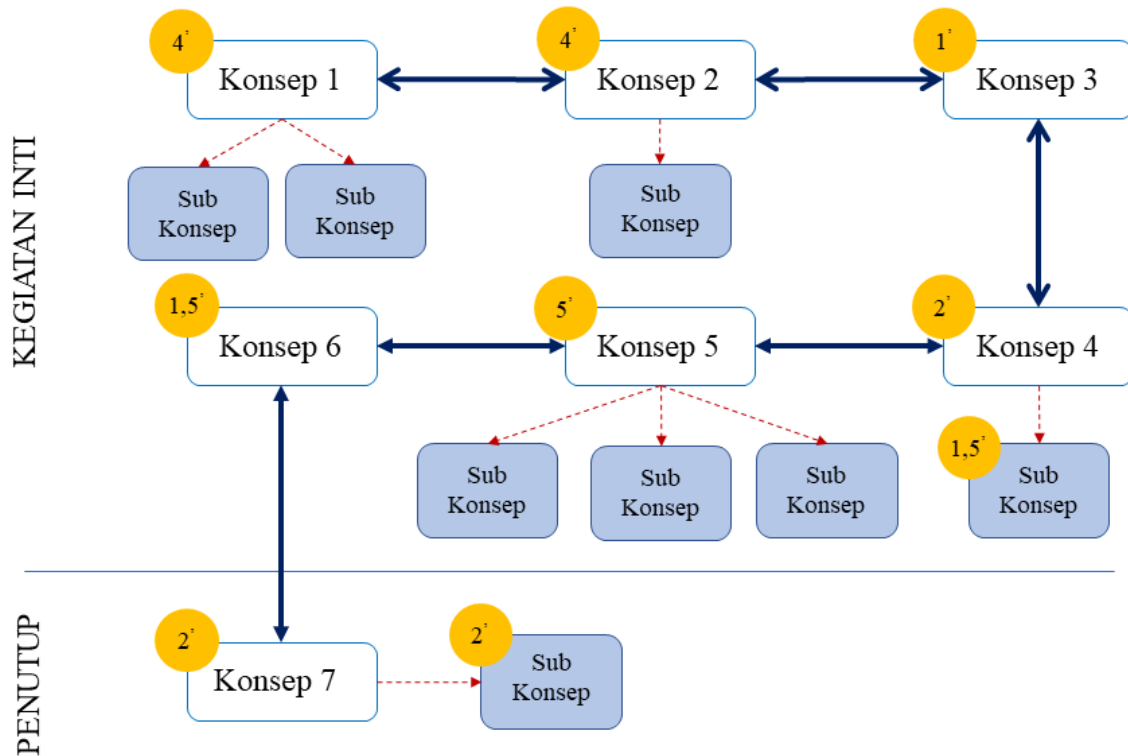 KEGIATAN INTI
4’
Konsep 1
4’
Konsep 2
1’
Konsep 3
Sub
Konsep
Sub
Konsep
Sub
Konsep
1,5’
Konsep 6
5’
Konsep 5
2’
Konsep 4
Sub
Konsep
Sub
Konsep
Sub
Konsep
1,5’
Sub
Konsep
PENUTUP
2’
Konsep 7
2’
Sub
Konsep